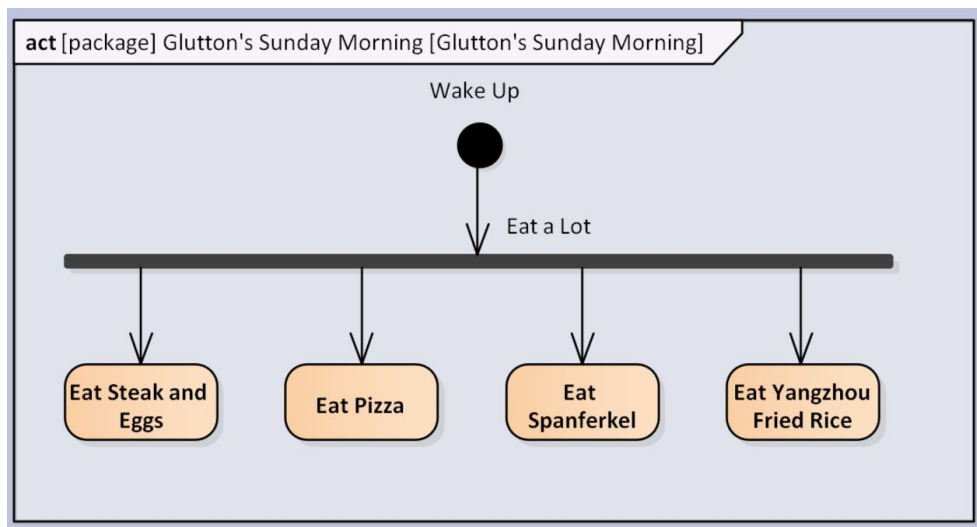 act [package] Glutton's Sunday Morning [Glutton's Sunday Morning]
Wake Up
Eat a Lot
Eat Steak and
Eggs
Eat Pizza
Eat
Spanferkel
Eat Yangzhou
Fried Rice